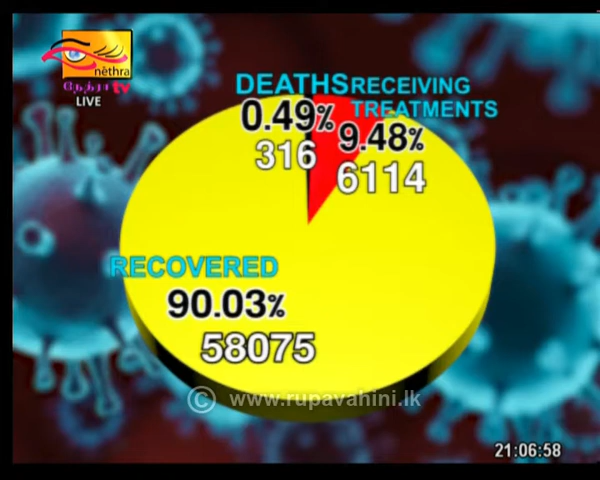 nèthra
நேத்ரா tv
LIVE
DEATHS
0.49%
316
RECEIVING
TREATMENTS
9.48%
6114
RECOVERED
90.03%
58075
© www.rupavahini.lk
21:06:58